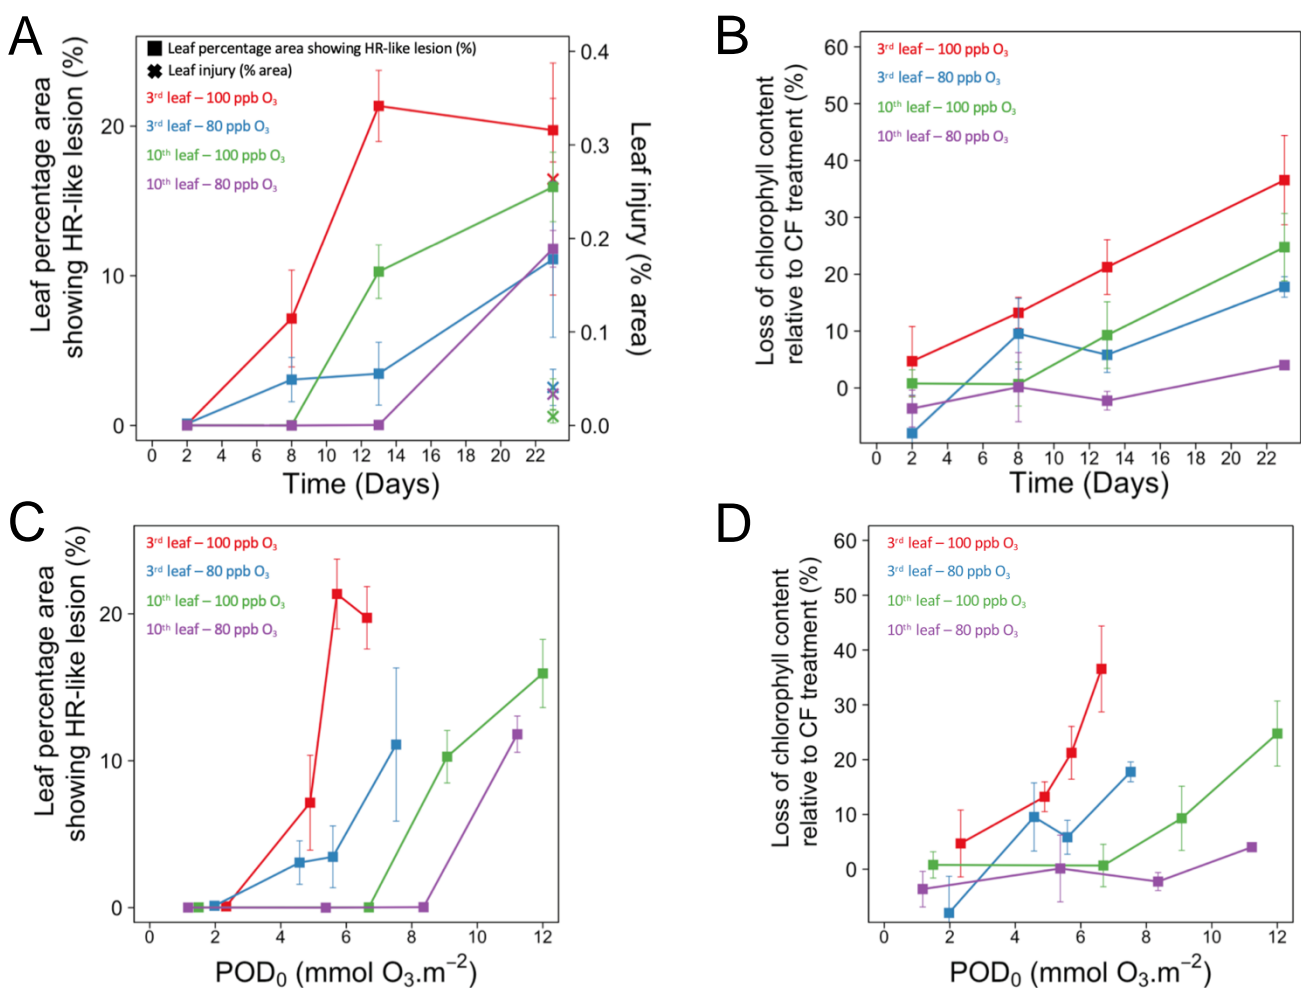 A
Leaf percentage area
showing HR-like lesion (%)
Leaf percentage area showing HR-like lesion (%)
Leaf injury (% area)
3rd leaf – 100 ppb O3
3rd leaf – 80 ppb O3
10th leaf – 100 ppb O3
10th leaf – 80 ppb O3
20
10
0
0.4
0.3
0.2
0.1
0.0
Leaf injury (% area)
0 2 4 6 8 10 12 14 16 18 20 22
Time (Days)
B
Loss of chlorophyll content
relative to CF treatment (%)
3rd leaf – 100 ppb O3
3rd leaf – 80 ppb O3
10th leaf – 100 ppb O3
10th leaf – 80 ppb O3
60
50
40
30
20
10
0
0 2 4 6 8 10 12 14 16 18 20 22
Time (Days)
C
Leaf percentage area
showing HR-like lesion (%)
3rd leaf – 100 ppb O3
3rd leaf – 80 ppb O3
10th leaf – 100 ppb O3
10th leaf – 80 ppb O3
20
10
0
0 2 4 6 8 10 12
POD0 (mmol O3.m−2)
D
Loss of chlorophyll content
relative to CF treatment (%)
3rd leaf – 100 ppb O3
3rd leaf – 80 ppb O3
10th leaf – 100 ppb O3
10th leaf – 80 ppb O3
60
50
40
30
20
10
0
0 2 4 6 8 10 12
POD0 (mmol O3.m−2)